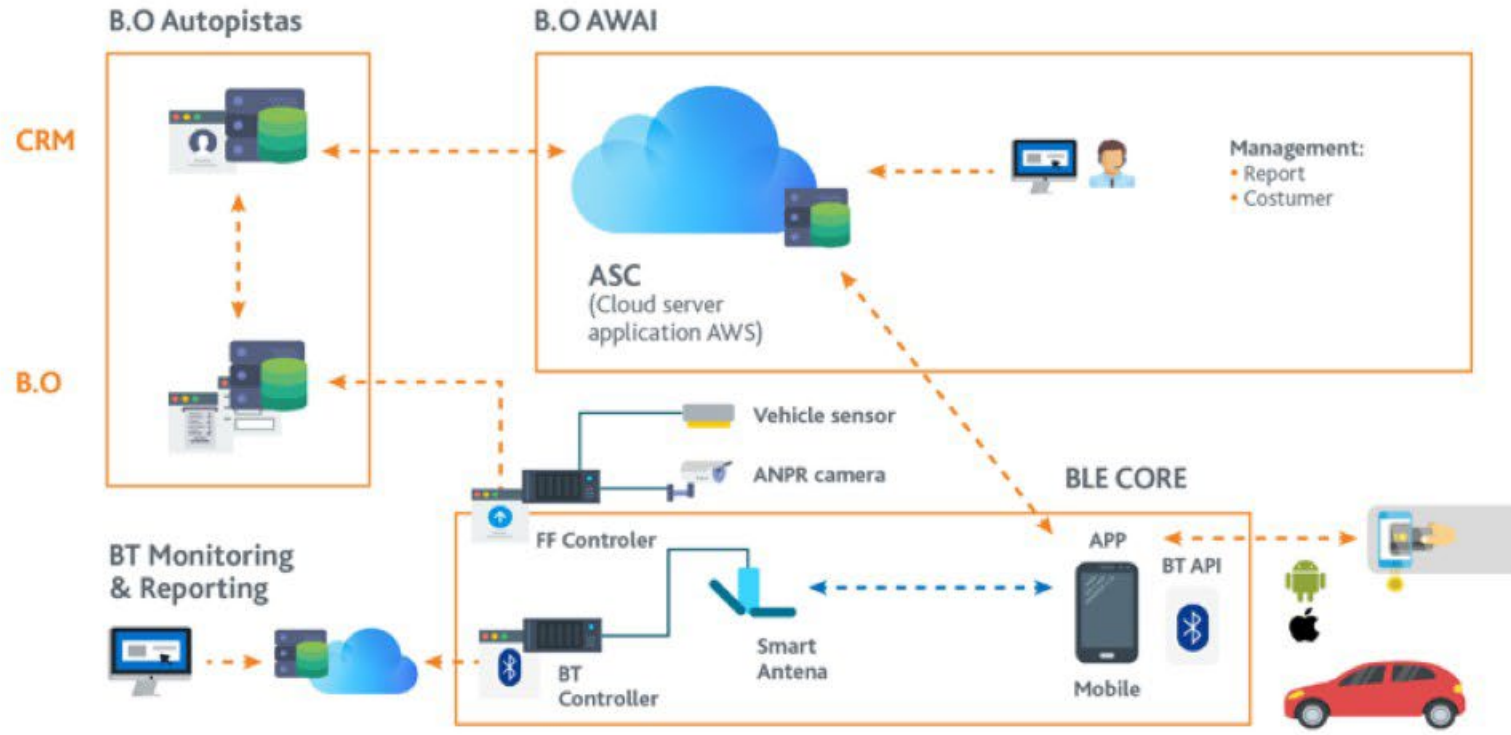 B.O Autopistas
B.O AWAI
CRM
Management:
• Report
• Costumer
ASC
(Cloud server
application AWS)
B.O
Vehicle sensor
ANPR camera
BLE CORE
FF Controler
APP
BT API
BT Monitoring
& Reporting
Smart
Antena
BT
Controller
Mobile